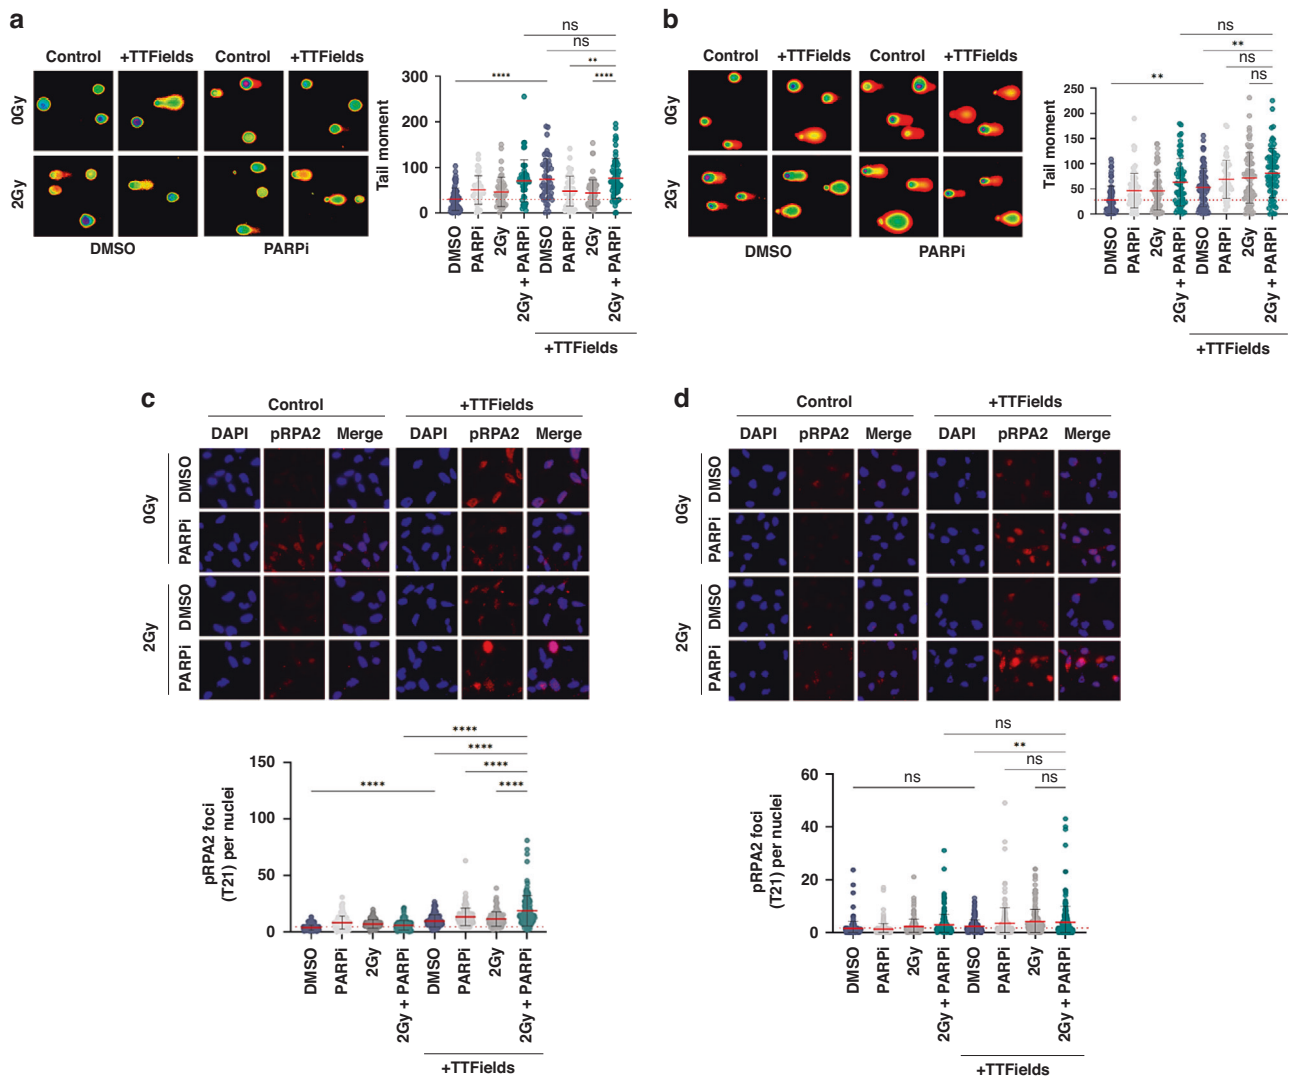 a
Control +TTFields Control +TTFields
0Gy
2Gy
DMSO PARPi
ns
ns
**
**** ****
Tail moment
300
200
100
0
DMSO PARPi 2Gy 2Gy + PARPi DMSO PARPi 2Gy 2Gy + PARPi
+TTFields
b
Control +TTFields Control +TTFields
0Gy
2Gy
DMSO PARPi
ns
**
ns
** ns
Tail moment
250
200
150
100
50
0
DMSO PARPi 2Gy 2Gy + PARPi DMSO PARPi 2Gy 2Gy + PARPi
+TTFields
c
Control +TTFields
DAPI pRPA2 Merge DAPI pRPA2 Merge
0Gy
DMSO
PARPi
2Gy
DMSO
PARPi
****
****
****
**** ****
pRPA2 foci
(T21) per nuclei
150
100
50
0
DMSO PARPi 2Gy 2Gy + PARPi DMSO PARPi 2Gy 2Gy + PARPi
+TTFields
d
Control +TTFields
DAPI pRPA2 Merge DAPI pRPA2 Merge
0Gy
DMSO
PARPi
2Gy
DMSO
PARPi
ns
**
ns
ns ns
pRPA2 foci
(T21) per nuclei
60
40
20
0
DMSO PARPi 2Gy 2Gy + PARPi DMSO PARPi 2Gy 2Gy + PARPi
+TTFields